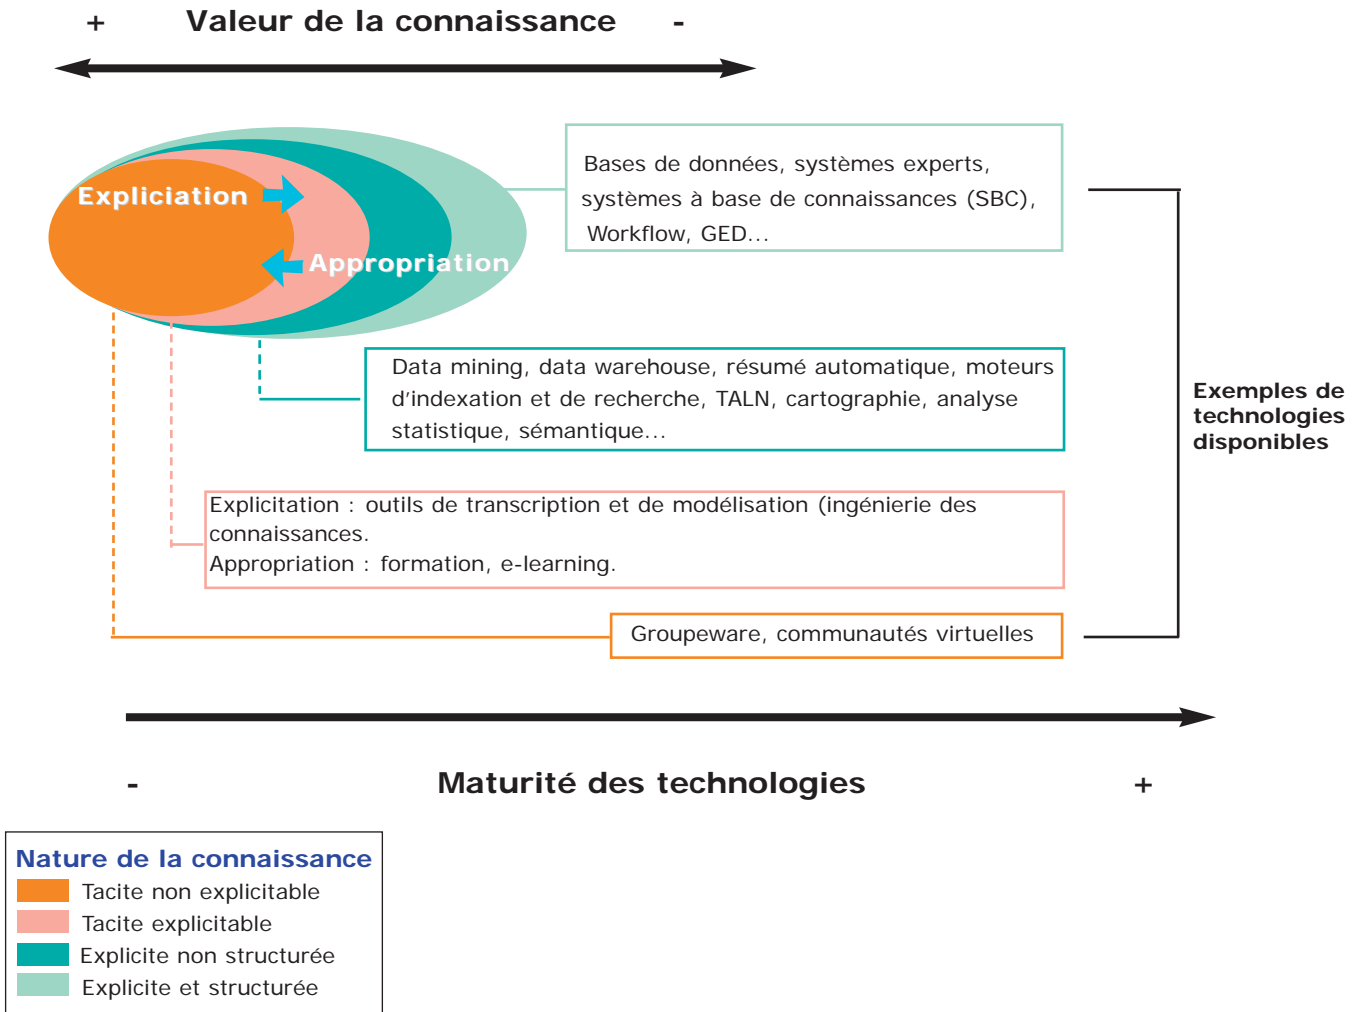 + Valeur de la connaissance -
Expliciation
Appropriation
Bases de données, systèmes experts,
systèmes à base de connaissances (SBC),
Workflow, GED...
Data mining, data warehouse, résumé automatique, moteurs
d'indexation et de recherche, TALN, cartographie, analyse
statistique, sémantique...
Exemples de
technologies
disponibles
Explicitation : outils de transcription et de modélisation (ingénierie des
connaissances.
Appropriation : formation, e-learning.
Groupeware, communautés virtuelles
- Maturité des technologies +
Nature de la connaissance
Tacite non explicitable
Tacite explicitable
Explicite non structurée
Explicite et structurée